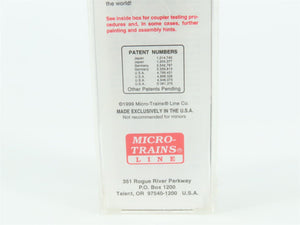 the world!
See inside box for coupler testing pro-
cedures and, in some cases, further
painting and assembly hints.
PATENT NUMBERS
Japan
Japan
Germany
Germany
U.S.A.
U.S.A.
U.S.A.
U.S.A.
U.S.A.
Other Patents Pending
©1996 Micro-Trains® Line Co.
MADE EXCLUSIVELY IN THE U.S.A.
Not recommended for minors
MICRO-
TRAINS®
LINE
351 Rogue River Parkway
P.O. Box 1200
Talent, OR 97540-1200 U.S.A.